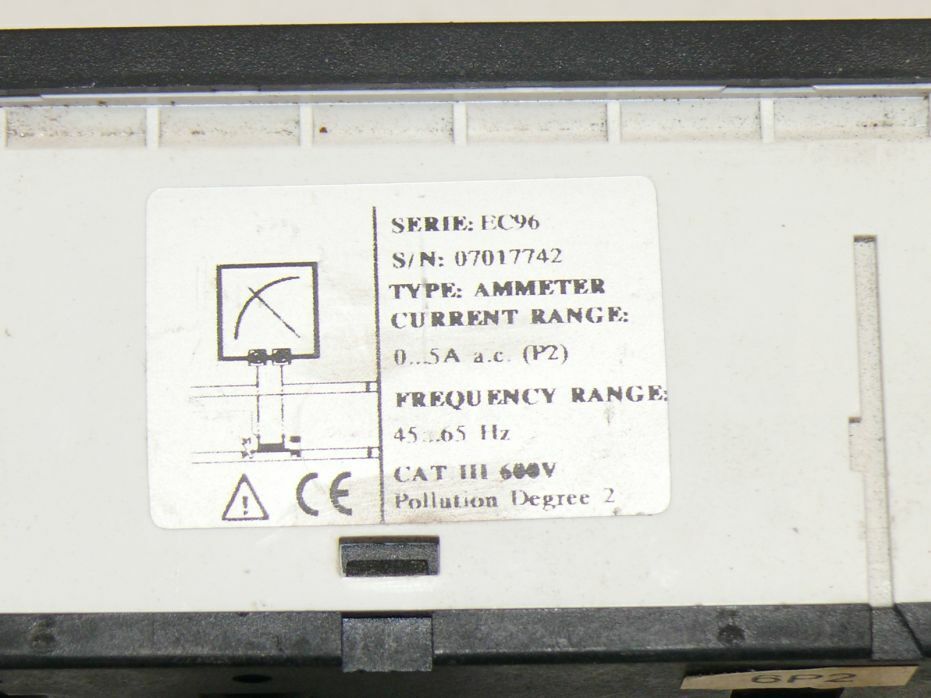 SERIE: EC96
S/N: 07017742
TYPE: AMMETER
CURRENT RANGE:
0...5A a.c. (P2)
FREQUENCY RANGE:
45...65 Hz
CAT III 600V
Pollution Degree 2
CE
6P2